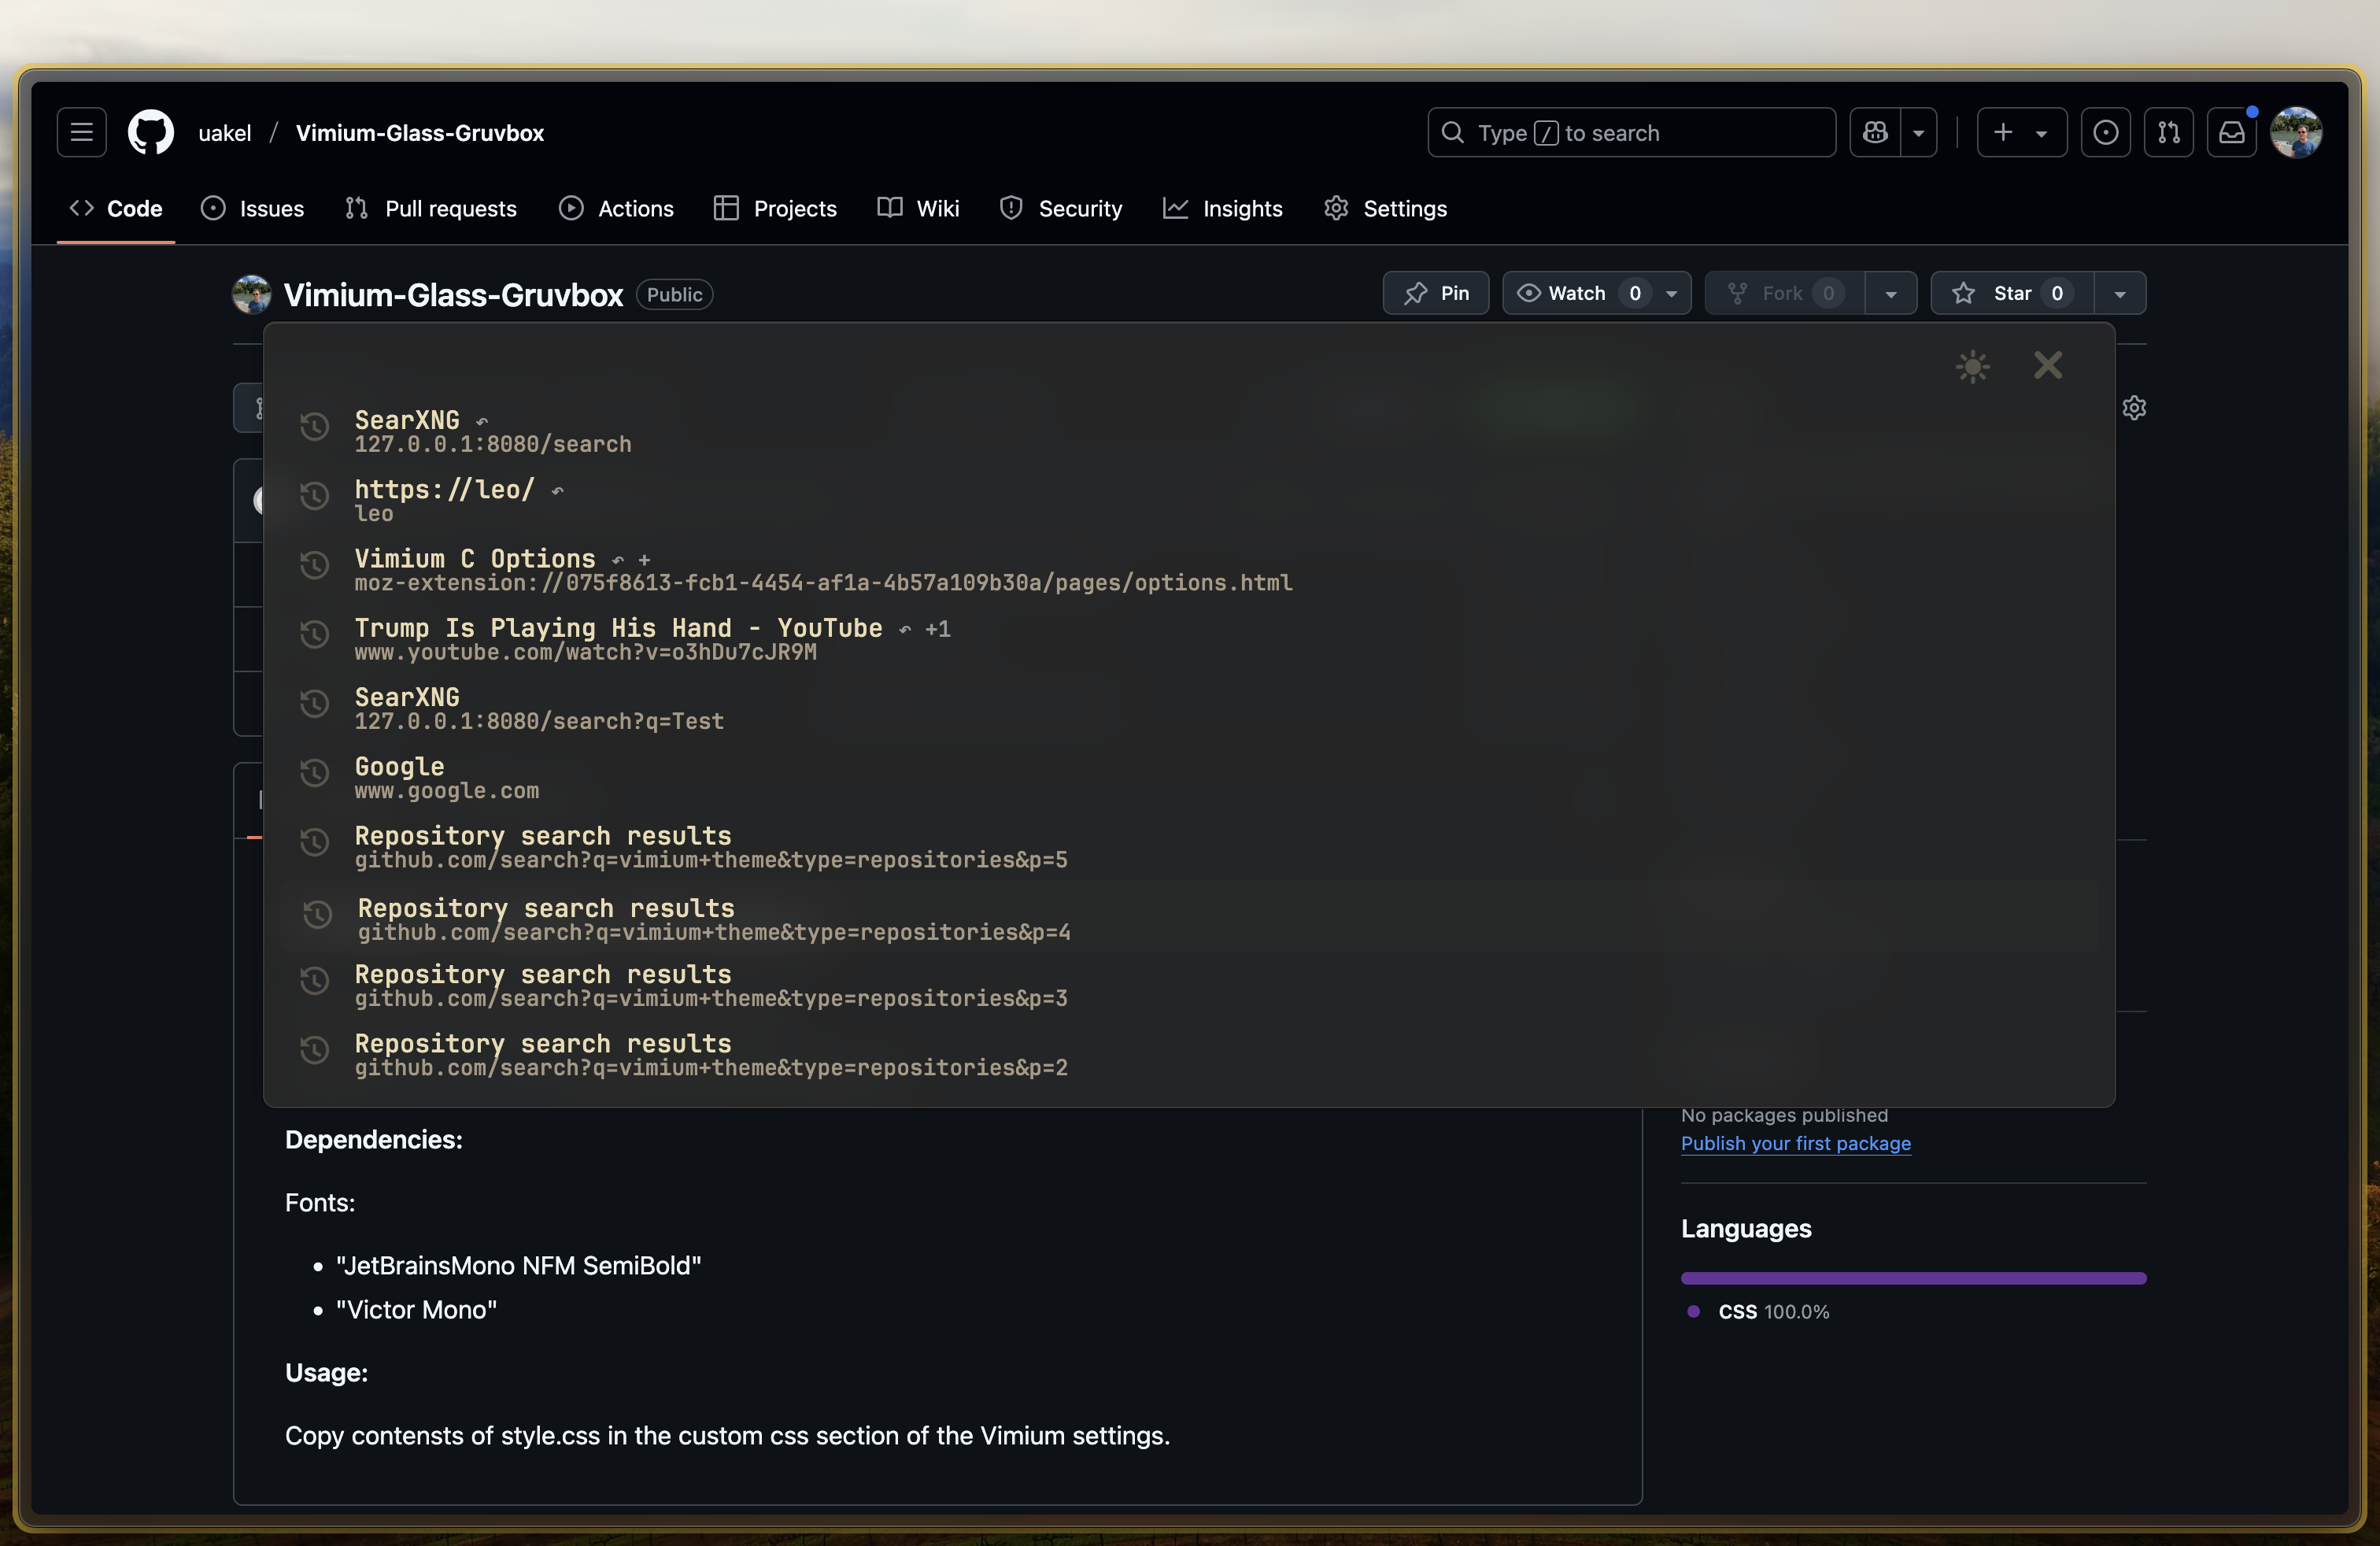 uakel / Vimium-Glass-Gruvbox
Type / to search
Code Issues Pull requests Actions Projects Wiki Security Insights Settings
Vimium-Glass-Gruvbox Public
Pin Watch 0 Fork 0 Star 0
SearXNG ↶
127.0.0.1:8080/search
https://leo/ ↶
leo
Vimium C Options ↶ +
moz-extension://075f8613-fcb1-4454-af1a-4b57a109b30a/pages/options.html
Trump Is Playing His Hand - YouTube ↶ +1
www.youtube.com/watch?v=o3hDu7cJR9M
SearXNG
127.0.0.1:8080/search?q=Test
Google
www.google.com
Repository search results
github.com/search?q=vimium+theme&type=repositories&p=5
Repository search results
github.com/search?q=vimium+theme&type=repositories&p=4
Repository search results
github.com/search?q=vimium+theme&type=repositories&p=3
Repository search results
github.com/search?q=vimium+theme&type=repositories&p=2
Dependencies:
Fonts:
"JetBrainsMono NFM SemiBold"
"Victor Mono"
Usage:
Copy contensts of style.css in the custom css section of the Vimium settings.
No packages published
Publish your first package
Languages
CSS 100.0%